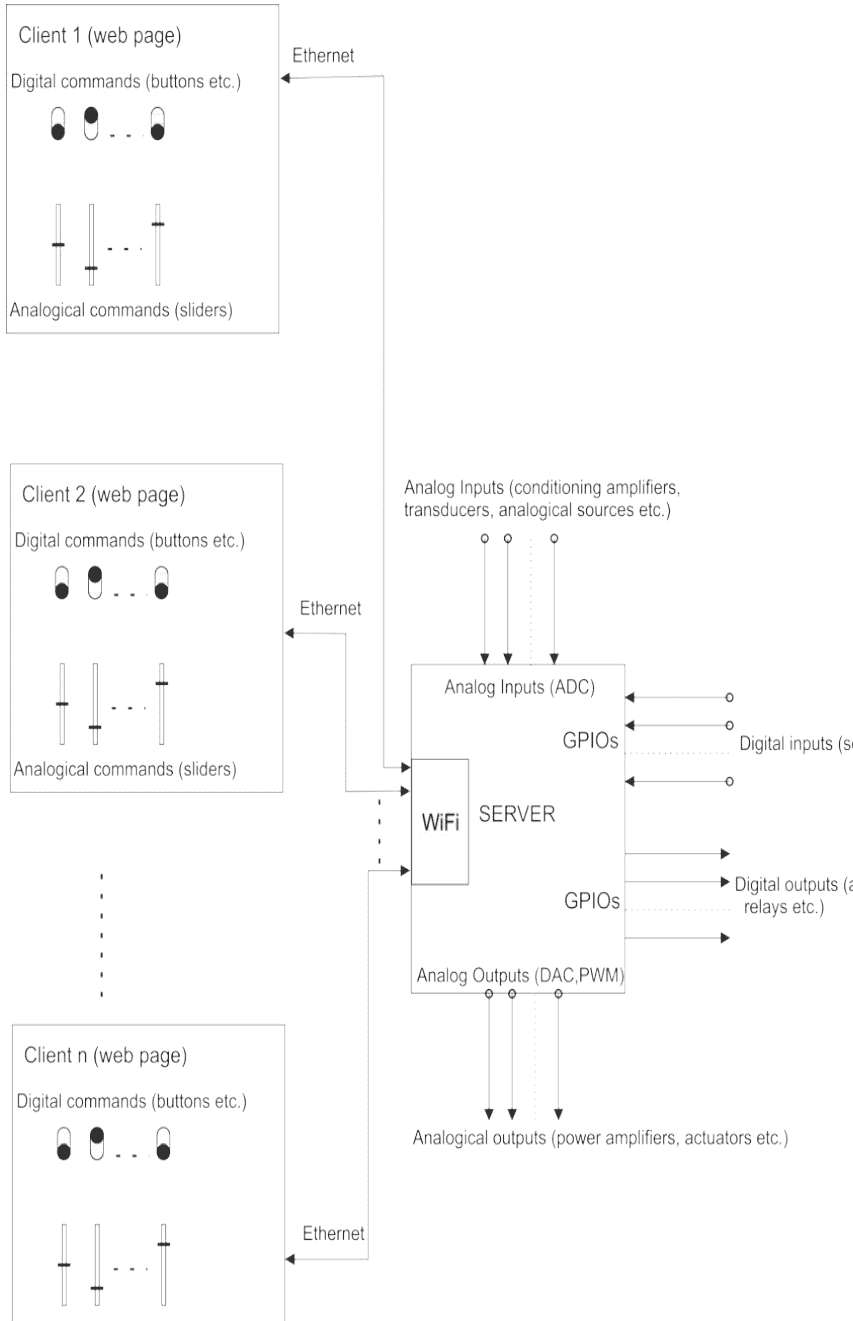 Client 1 (web page)
Digital commands (buttons etc.)
Analogical commands (sliders)
Ethernet
Client 2 (web page)
Digital commands (buttons etc.)
Analogical commands (sliders)
Ethernet
Analog Inputs (conditioning amplifiers,
transducers, analogical sources etc.)
Analog Inputs (ADC)
GPIOs
Digital inputs
WiFi
SERVER
GPIOs
Digital outputs
relays etc.)
Analog Outputs (DAC,PWM)
Analogical outputs (power amplifiers, actuators etc.)
Client n (web page)
Digital commands (buttons etc.)
Ethernet